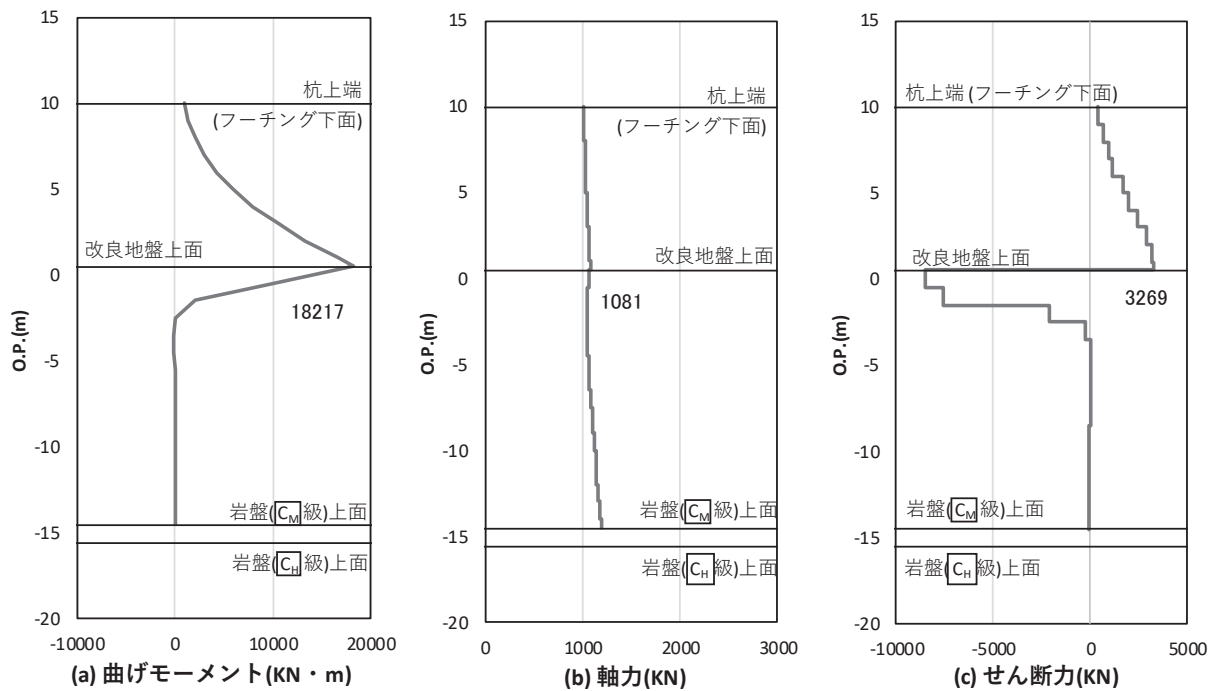 15
10
5
0
-5
-10
-15
-20
O.P.(m)
杭上端
(フーチング下面)
改良地盤上面
18217
岩盤(CM級)上面
岩盤(CH級)上面
-10000 0 10000 20000
(a) 曲げモーメント(KN・m)
15
10
5
0
-5
-10
-15
-20
O.P.(m)
杭上端
(フーチング下面)
改良地盤上面
1081
岩盤(CM級)上面
岩盤(CH級)上面
0 1000 2000 3000
(b) 軸力(KN)
15
10
5
0
-5
-10
-15
-20
O.P.(m)
杭上端 (フーチング下面)
改良地盤上面
3269
岩盤(CM級)上面
岩盤(CH級)上面
-10000 -5000 0 5000
(c) せん断力(KN)